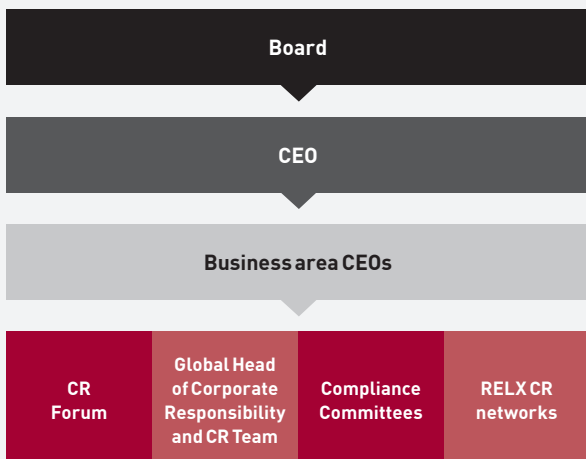 Board
CEO
Business area CEOs
CR
Forum
Global Head
of Corporate
Responsibility
and CR Team
Compliance
Committees
RELX CR
networks